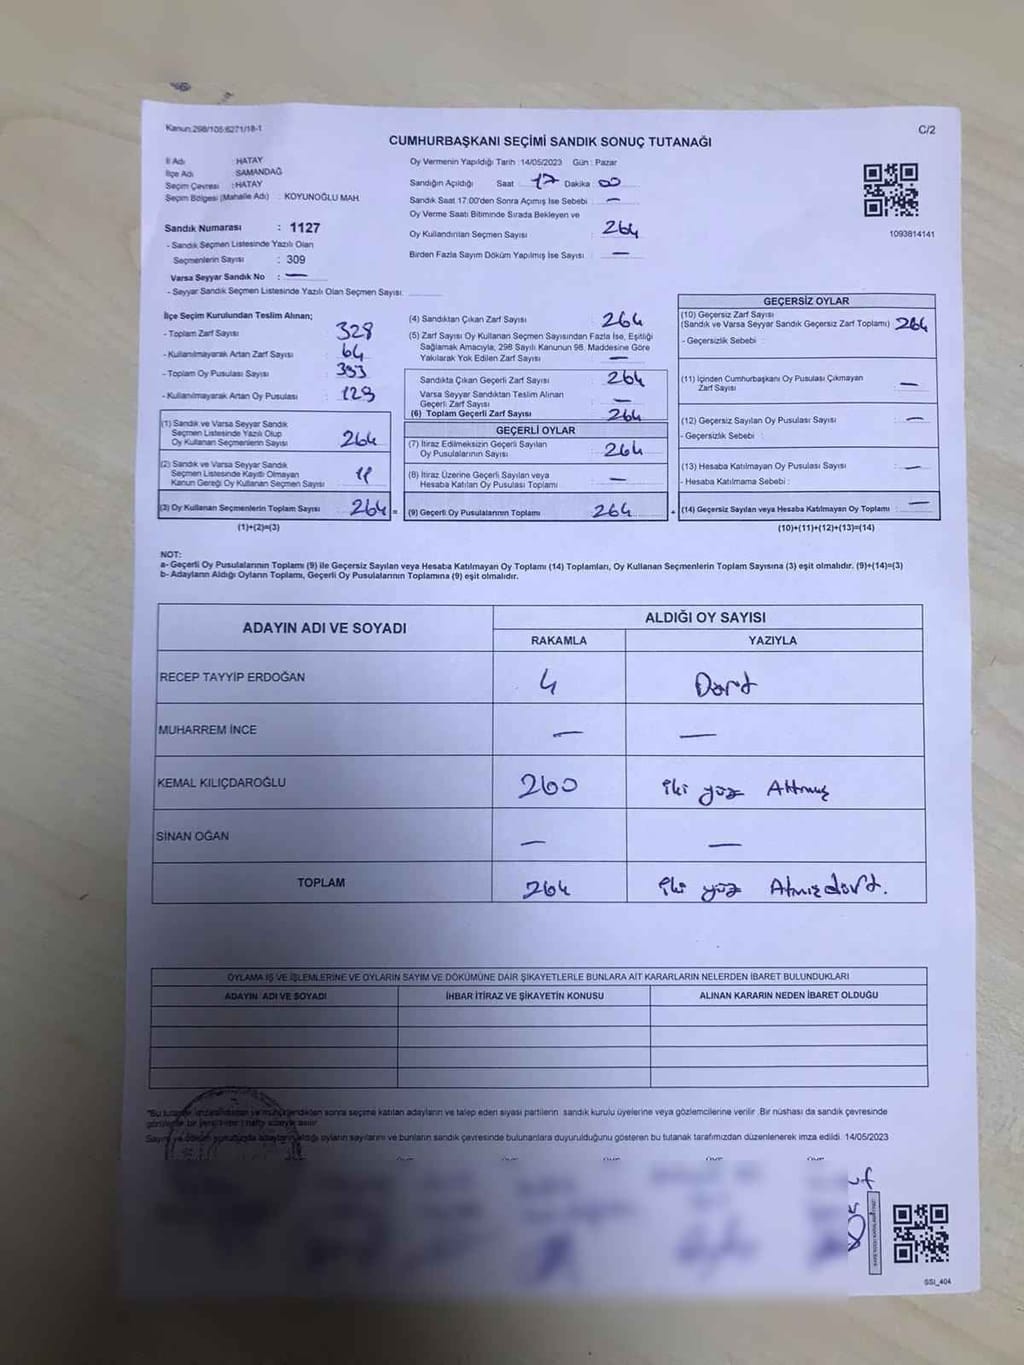 Kanun:298/105:6271/18-1
C/2
CUMHURBAŞKANI SEÇİMİ SANDIK SONUÇ TUTANAĞI
İl Adı : HATAY
İlçe Adı : SAMANDAĞ
Seçim Çevresi : HATAY
Seçim Bölgesi (Mahalle Adı) : KOYUNOĞLU MAH.
Sandık Numarası : 1127
- Sandık Seçmen Listesinde Yazılı Olan
Seçmenlerin Sayısı : 309
Varsa Seyyar Sandık No : —
- Seyyar Sandık Seçmen Listesinde Yazılı Olan Seçmen Sayısı:
Oy Vermenin Yapıldığı Tarih :14/05/2023 Gün : Pazar
Sandığın Açıldığı Saat 17 Dakika 00
Sandık Saat 17.00'den Sonra Açımış İse Sebebi : —
Oy Verme Saati Bitiminde Sırada Bekleyen ve
Oy Kullandırılan Seçmen Sayısı : 264
Birden Fazla Sayım Döküm Yapılmış İse Sayısı : —
1093814141
İlçe Seçim Kurulundan Teslim Alınan;
- Toplam Zarf Sayısı : 328
- Kullanılmayarak Artan Zarf Sayısı : 64
- Toplam Oy Pusulası Sayısı : 393
- Kullanılmayarak Artan Oy Pusulası : 129
(1) Sandık ve Varsa Seyyar Sandık
Seçmen Listesinde Yazılı Olup
Oy Kullanan Seçmenlerin Sayısı : 264
(2) Sandık ve Varsa Seyyar Sandık
Seçmen Listesinde Kayıtlı Olmayan
Kanun Gereği Oy Kullanan Seçmen Sayısı :
(3) Oy Kullanan Seçmenlerin Toplam Sayısı : 264 =
(1)+(2)=(3)
(4) Sandıktan Çıkan Zarf Sayısı : 264
(5) Zarf Sayısı Oy Kullanan Seçmen Sayısından Fazla İse, Eşitliği
Sağlamak Amacıyla, 298 Sayılı Kanunun 98. Maddesine Göre
Yakılarak Yok Edilen Zarf Sayısı : —
Sandıkta Çıkan Geçerli Zarf Sayısı : 264
Varsa Seyyar Sandıktan Teslim Alınan
Geçerli Zarf Sayısı : —
(6) Toplam Geçerli Zarf Sayısı : 264
GEÇERLİ OYLAR
(7) İtiraz Edilmeksizin Geçerli Sayılan
Oy Pusulalarının Sayısı : 264
(8) İtiraz Üzerine Geçerli Sayılan veya
Hesaba Katılan Oy Pusulası Toplamı : —
(9) Geçerli Oy Pusulalarının Toplamı : 264 +
GEÇERSİZ OYLAR
(10) Geçersiz Zarf Sayısı
(Sandık ve Varsa Seyyar Sandık Geçersiz Zarf Toplamı) : 264
- Geçersizlik Sebebi :
(11) İçinden Cumhurbaşkanı Oy Pusulası Çıkmayan
Zarf Sayısı : —
(12) Geçersiz Sayılan Oy Pusulası Sayısı : —
- Geçersizlik Sebebi :
(13) Hesaba Katılmayan Oy Pusulası Sayısı : —
- Hesaba Katılmama Sebebi :
(14) Geçersiz Sayılan veya Hesaba Katılmayan Oy Toplamı : —
(10)+(11)+(12)+(13)=(14)
NOT:
a- Geçerli Oy Pusulalarının Toplamı (9) ile Geçersiz Sayılan veya Hesaba Katılmayan Oy Toplamı (14) Toplamları, Oy Kullanan Seçmenlerin Toplam Sayısına (3) eşit olmalıdır. (9)+(14)=(3)
b- Adayların Aldığı Oyların Toplamı, Geçerli Oy Pusulalarının Toplamına (9) eşit olmalıdır.
ADAYIN ADI VE SOYADI
ALDIĞI OY SAYISI
RAKAMLA YAZIYLA
RECEP TAYYİP ERDOĞAN 4 Dört
MUHARREM İNCE — —
KEMAL KILIÇDAROĞLU 260 iki yüz Altmış
SİNAN OĞAN — —
TOPLAM 264 iki yüz Atmışdört.
OYLAMA İŞ VE İŞLEMLERİNE VE OYLARIN SAYIM VE DÖKÜMÜNE DAİR ŞİKAYETLERLE BUNLARA AİT KARARLARIN NELERDEN İBARET BULUNDUKLARI
ADAYIN ADI VE SOYADI İHBAR İTİRAZ VE ŞİKAYETİN KONUSU ALINAN KARARIN NEDEN İBARET OLDUĞU
sonra seçime katılan adayların ve talep eden siyasi partilerin sandık kurulu üyelerine veya gözlemcilerine verilir. Bir nüshası da sandık çevresinde
oyların sayılarını ve bunların sandık çevresinde bulunanlara duyurulduğunu gösteren bu tutanak tarafımızdan düzenlenerek imza edildi. 14/05/2023
SSI_404